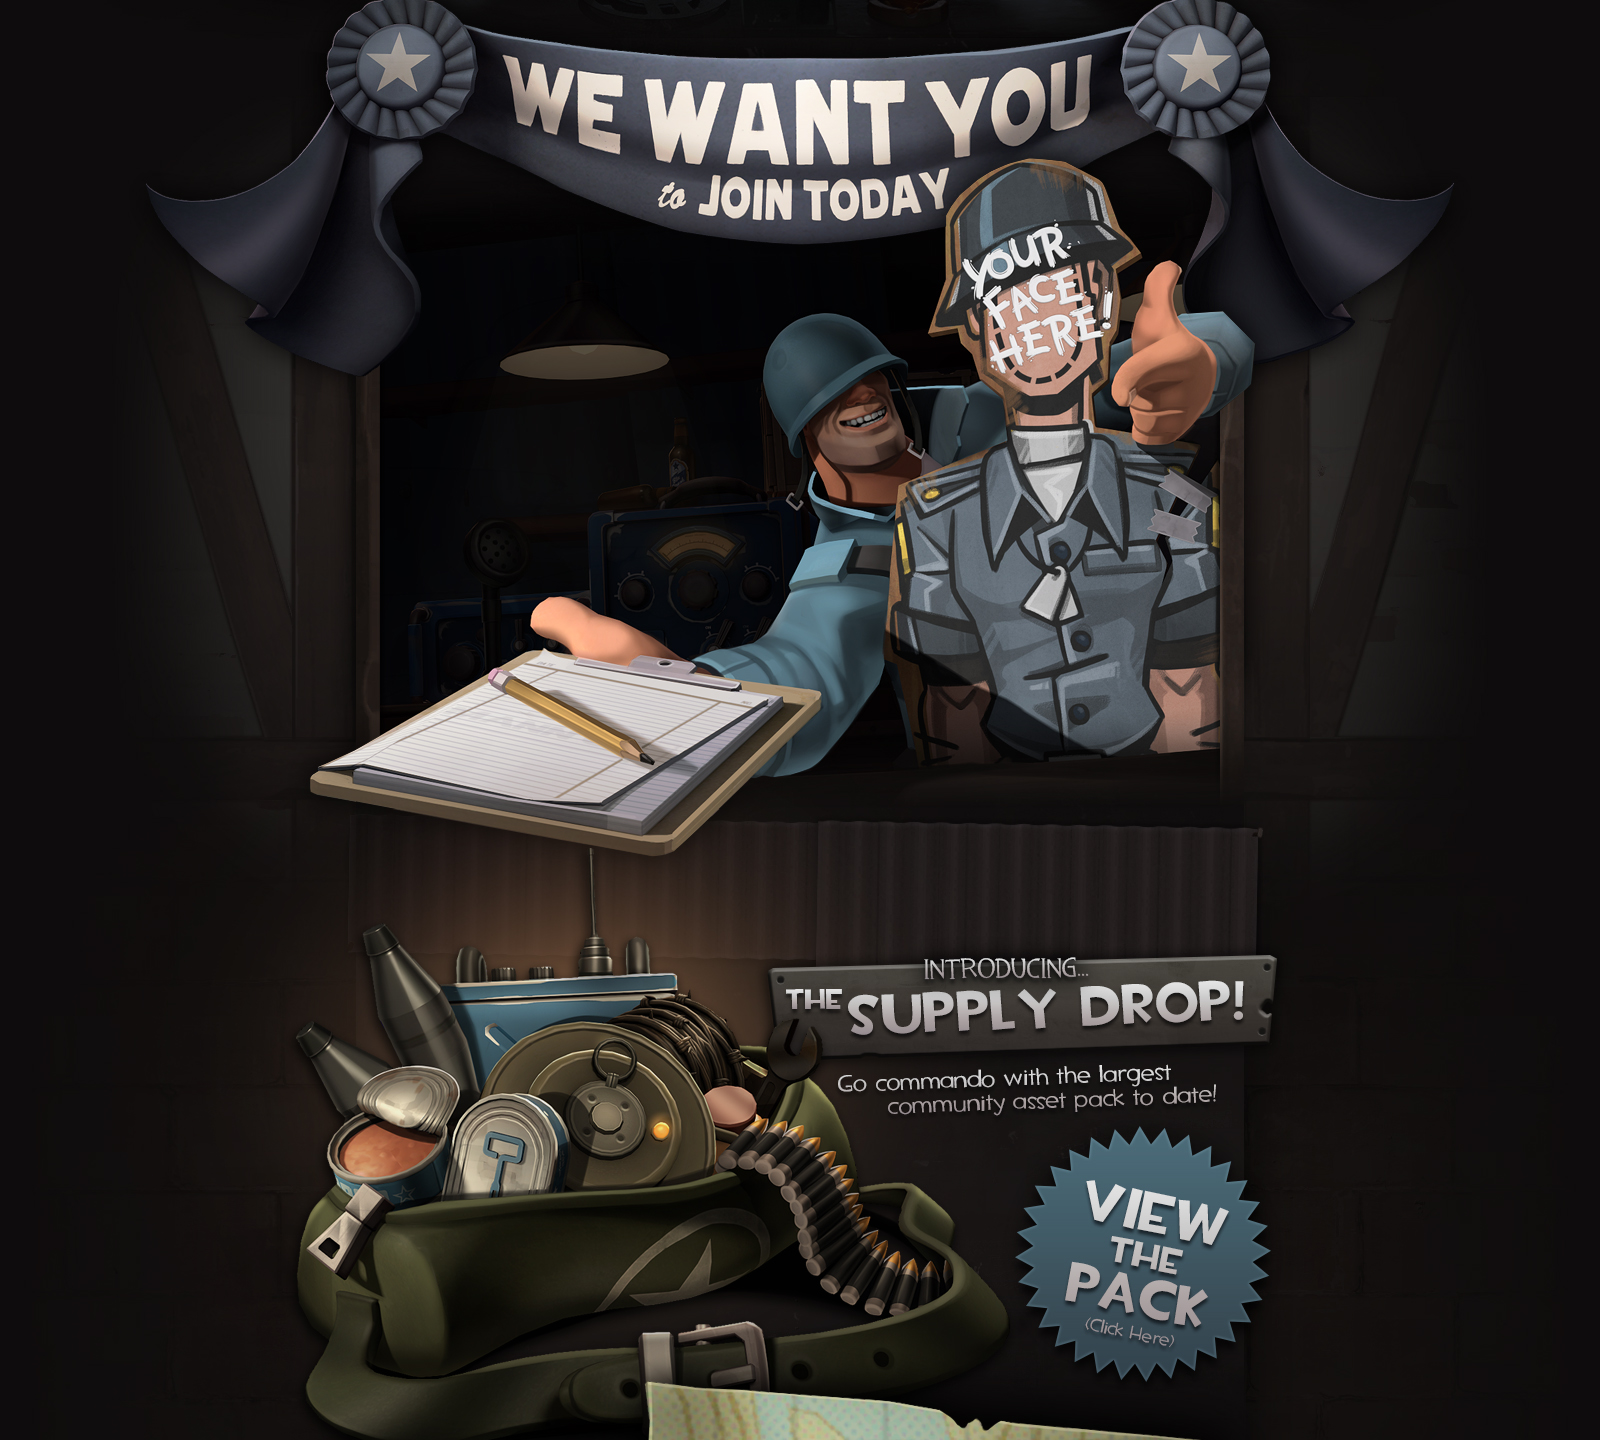 WE WANT YOU
to JOIN TODAY
YOUR
FACE
HERE!
INTRODUCING...
THE SUPPLY DROP!
Go commando with the largest
community asset pack to date!
VIEW
THE
PACK
(Click Here)